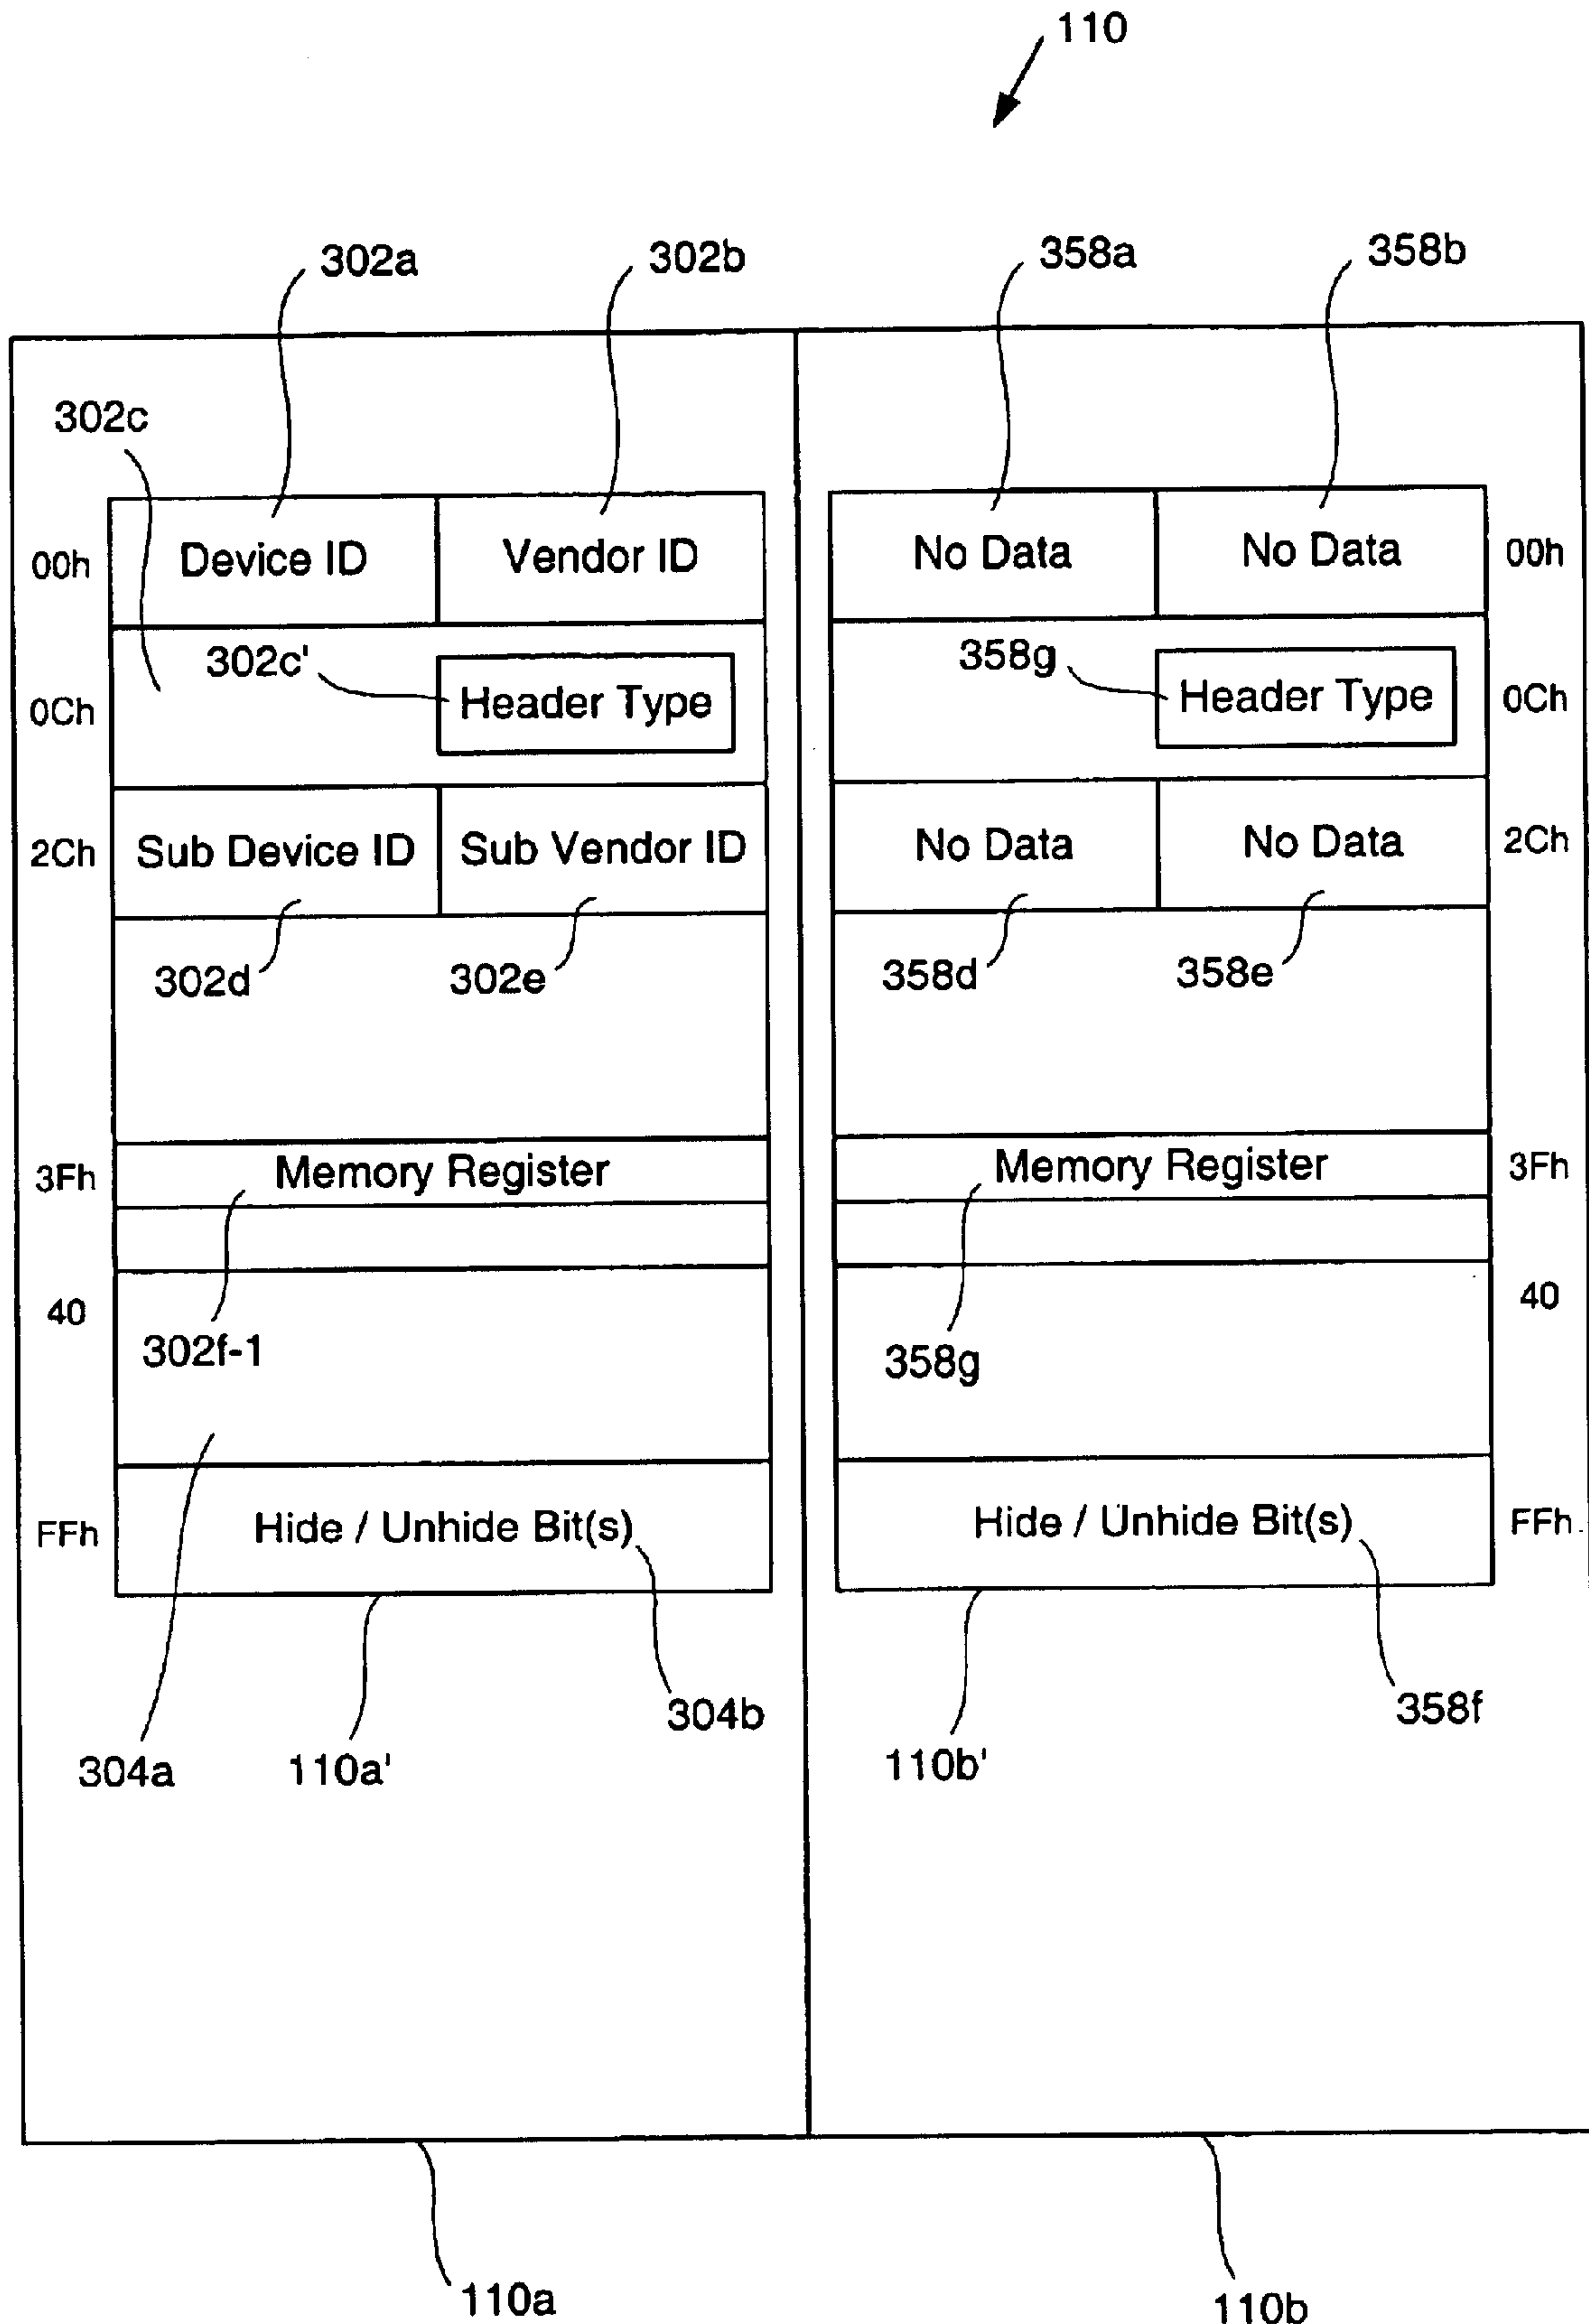 110
302a
302b
358a
358b
302c
00h
Device ID
Vendor ID
No Data
No Data
00h
302c'
Header Type
358g
Header Type
0Ch
0Ch
2Ch
Sub Device ID
Sub Vendor ID
No Data
No Data
2Ch
302d
302e
358d
358e
3Fh
Memory Register
Memory Register
3Fh
40
40
302f-1
358g
FFh
Hide / Unhide Bit(s)
Hide / Unhide Bit(s)
FFh
304b
358f
304a
110a'
110b'
110a
110b